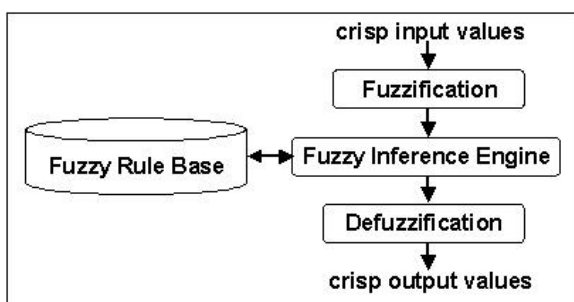 crisp input values
Fuzzification
Fuzzy Rule Base
Fuzzy Inference Engine
Defuzzification
crisp output values